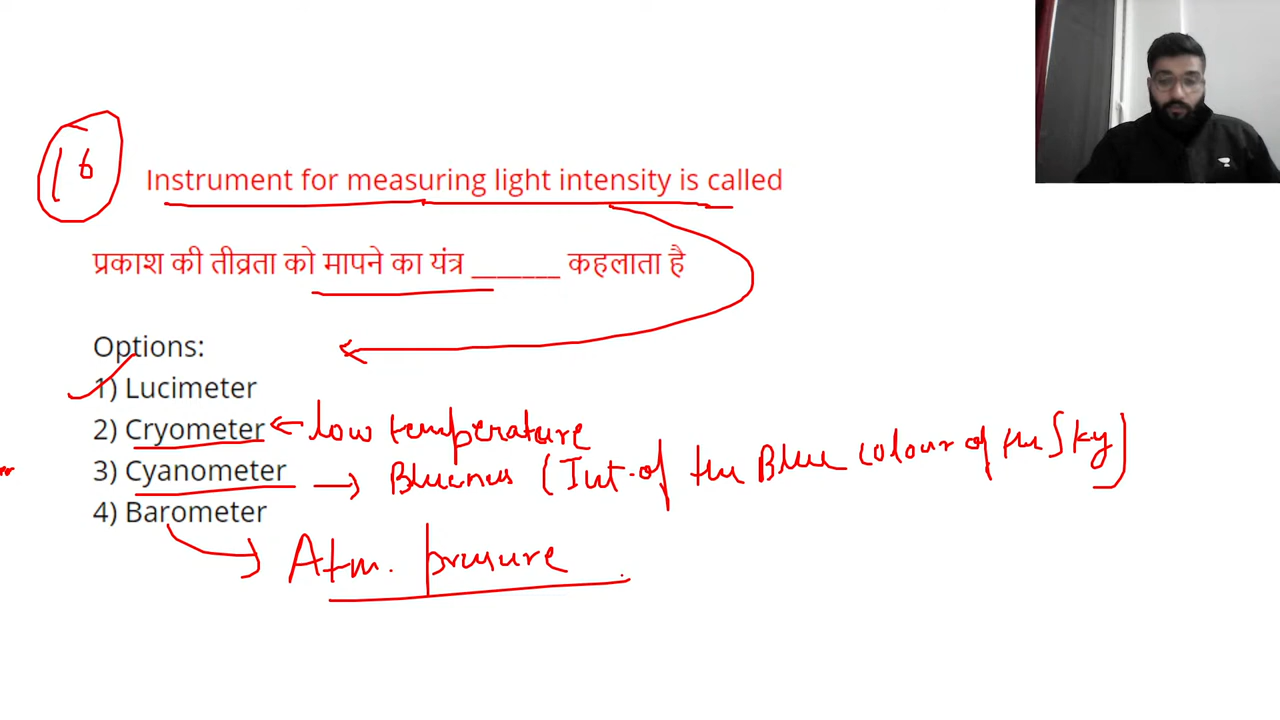 16
Instrument for measuring light intensity is called
प्रकाश की तीव्रता को मापने का यंत्र ______ कहलाता है
Options:
1) Lucimeter
2) Cryometer ← low temperature
3) Cyanometer → Blueness (Int. of the Blue colour of the Sky)
4) Barometer
Atm. pressure